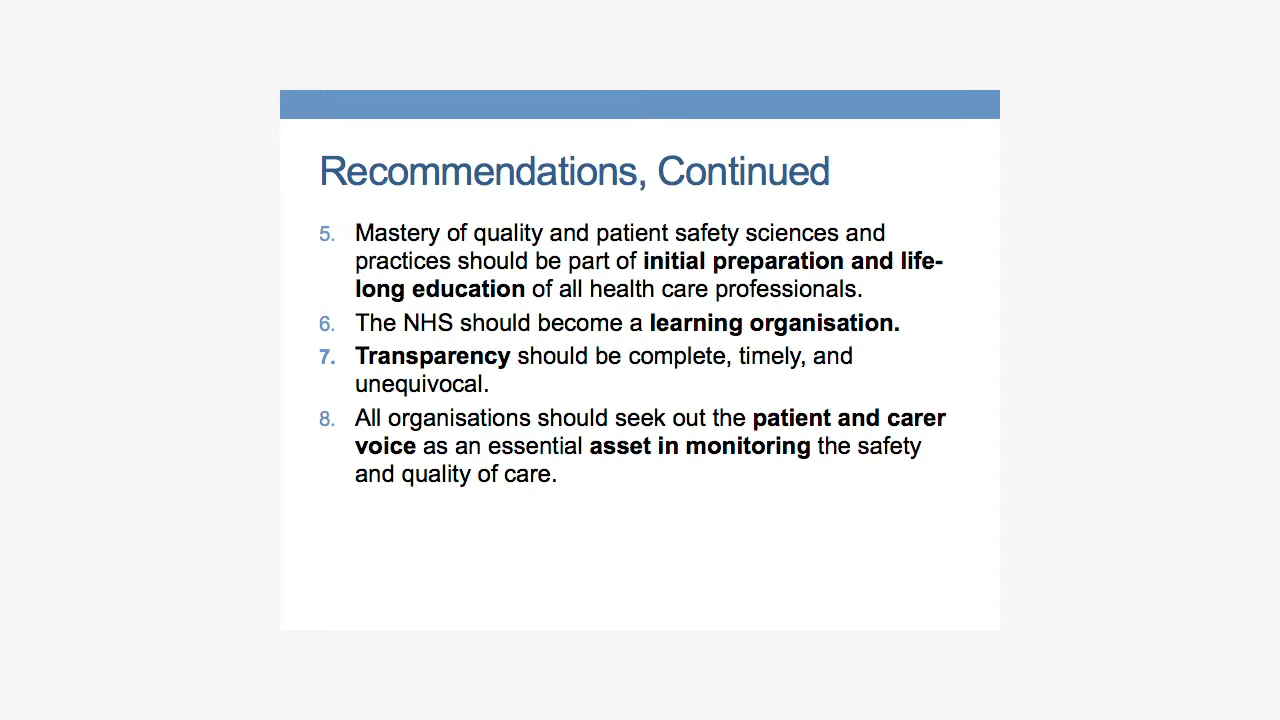 Recommendations, Continued
5. Mastery of quality and patient safety sciences and
practices should be part of initial preparation and life-
long education of all health care professionals.
6. The NHS should become a learning organisation.
7. Transparency should be complete, timely, and
unequivocal.
8. All organisations should seek out the patient and carer
voice as an essential asset in monitoring the safety
and quality of care.